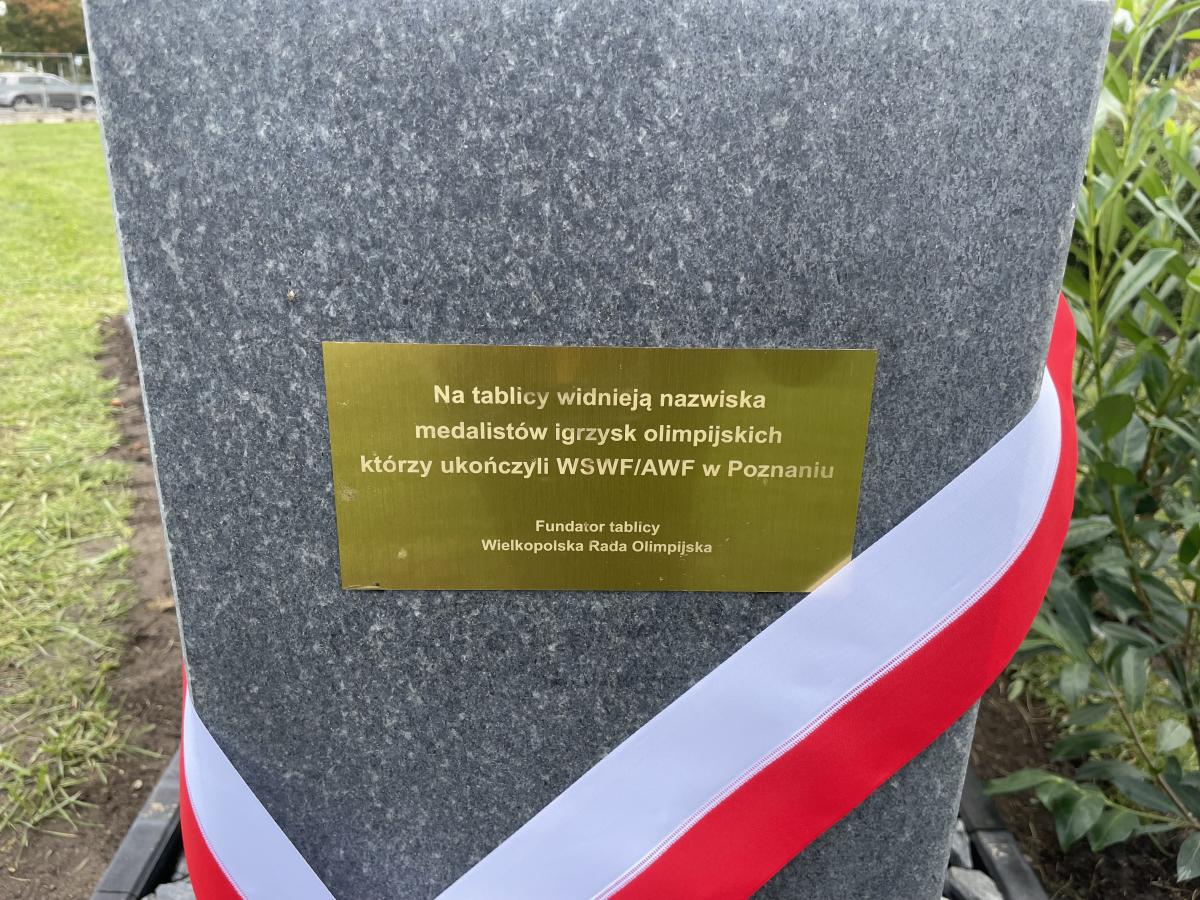 Na tablicy widnieją nazwiska
medalistów igrzysk olimpijskich
którzy ukończyli WSWF/AWF w Poznaniu
Fundator tablicy
Wielkopolska Rada Olimpijska